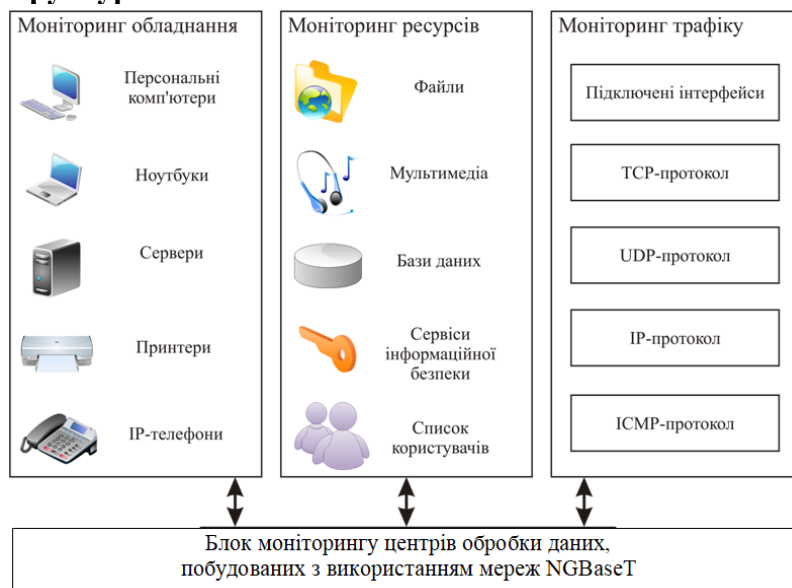 Моніторинг обладнання
Персональні
комп'ютери
Ноутбуки
Сервери
Принтери
IP-телефони
Моніторинг ресурсів
Файли
Мультимедіа
Бази даних
Сервіси
інформаційної
безпеки
Список
користувачів
Моніторинг трафіку
Підключені інтерфейси
TCP-протокол
UDP-протокол
IP-протокол
ICMP-протокол
Блок моніторингу центрів обробки даних,
побудованих з використанням мереж NGBaseT